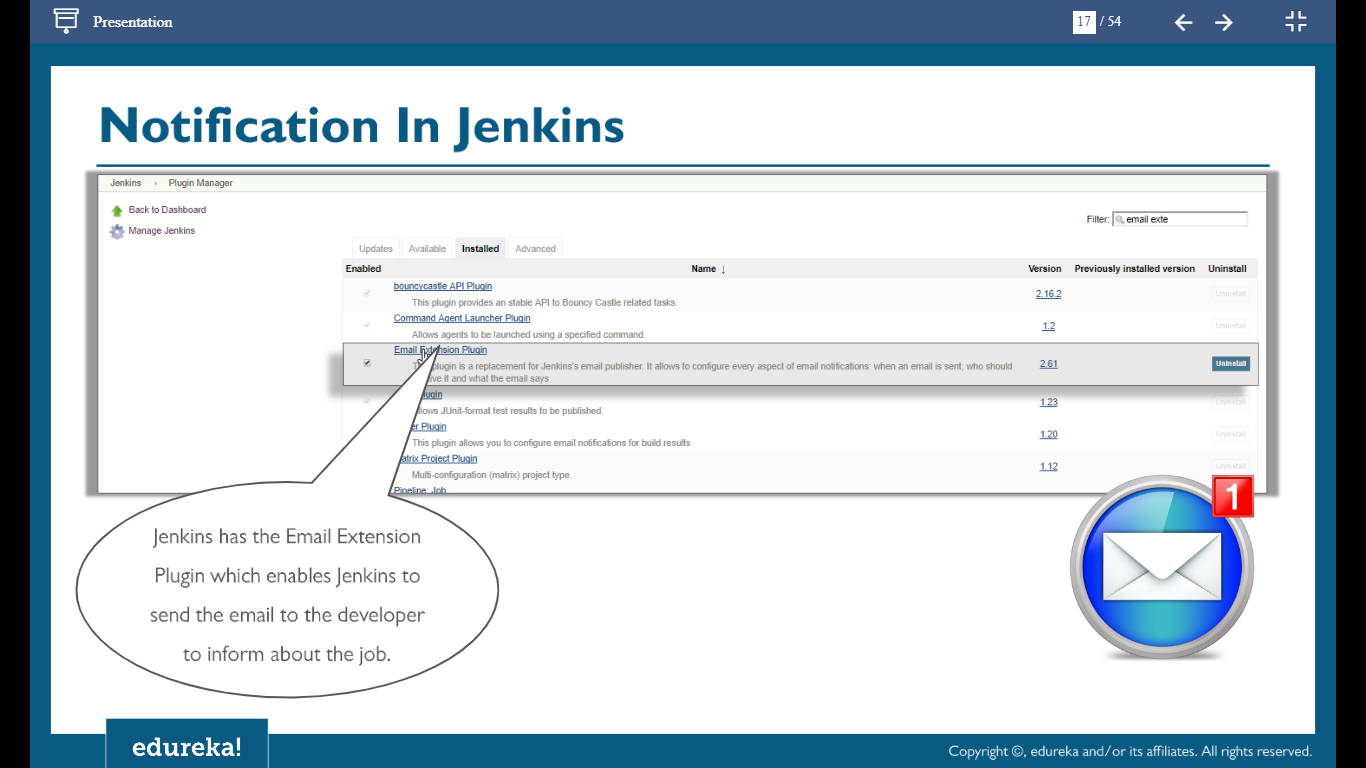 Presentation
17 / 54
Notification In Jenkins
Jenkins › Plugin Manager
Back to Dashboard
Manage Jenkins
Filter: email exte
Updates Available Installed Advanced
Enabled Name ↓ Version Previously installed version Uninstall
bouncycastle API Plugin
This plugin provides an stable API to Bouncy Castle related tasks.
2.16.2 Uninstall
Command Agent Launcher Plugin
Allows agents to be launched using a specified command.
1.2 Uninstall
Email Extension Plugin
plugin is a replacement for Jenkins's email publisher. It allows to configure every aspect of email notifications: when an email is sent, who should
it and what the email says
2.61 Uninstall
JUnit-format test results to be published.
1.23 Uninstall
Plugin
This plugin allows you to configure email notifications for build results
1.20 Uninstall
Project Plugin
Multi-configuration (matrix) project type.
1.12 Uninstall
Pipeline: Job
1
Jenkins has the Email Extension
Plugin which enables Jenkins to
send the email to the developer
to inform about the job.
edureka!
Copyright ©, edureka and/or its affiliates. All rights reserved.